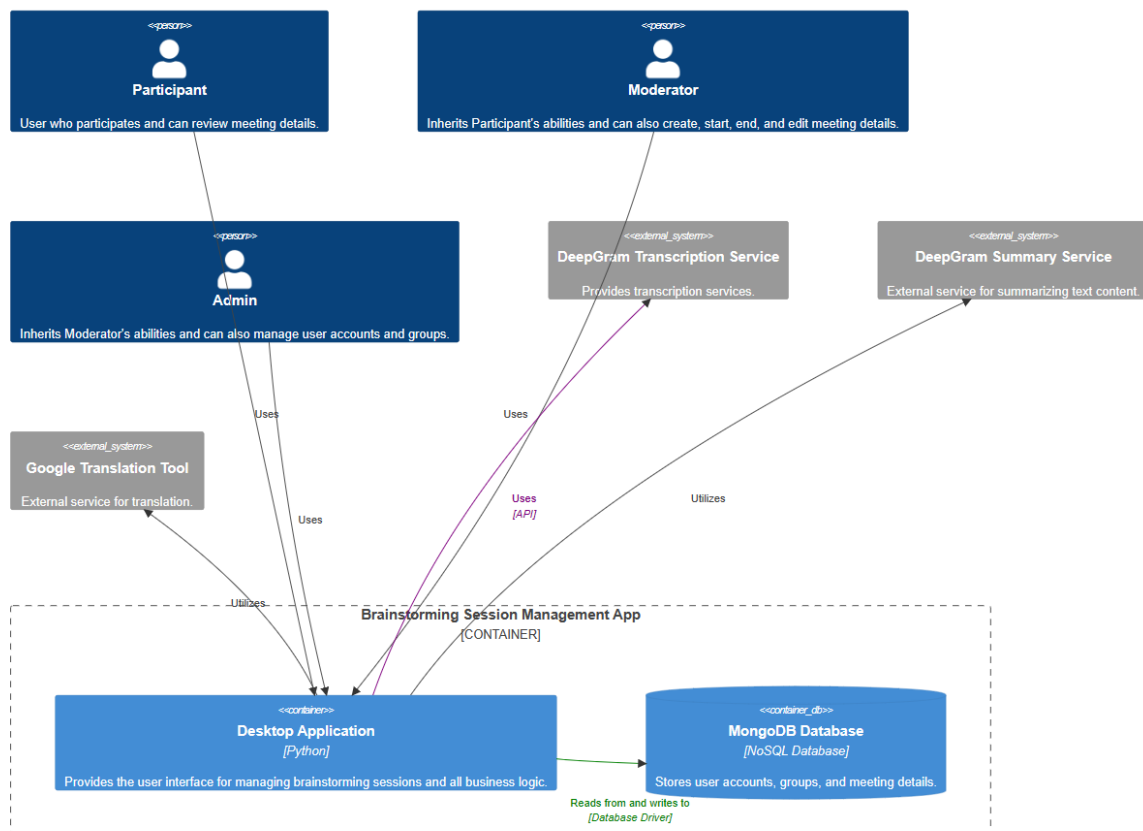 <<person>>
Participant
User who participates and can review meeting details.
<<person>>
Moderator
Inherits Participant's abilities and can also create, start, end, and edit meeting details.
<<person>>
Admin
Inherits Moderator's abilities and can also manage user accounts and groups.
<<external_system>>
DeepGram Transcription Service
Provides transcription services.
<<external_system>>
DeepGram Summary Service
External service for summarizing text content.
Uses
Uses
<<external_system>>
Google Translation Tool
External service for translation.
Uses
[API]
Utilizes
Uses
Utilizes
Brainstorming Session Management App
[CONTAINER]
<<container>>
Desktop Application
[Python]
Provides the user interface for managing brainstorming sessions and all business logic.
<<container_db>>
MongoDB Database
[NoSQL Database]
Stores user accounts, groups, and meeting details.
Reads from and writes to
[Database Driver]